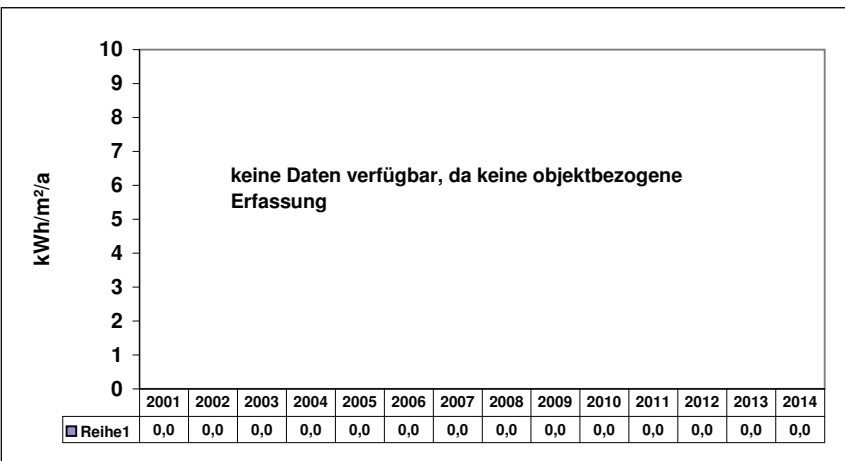 kWh/m²/a
10
9
8
7
6
5
4
3
2
1
0
keine Daten verfügbar, da keine objektbezogene
Erfassung
2001 2002 2003 2004 2005 2006 2007 2008 2009 2010 2011 2012 2013 2014
Reihe1 0,0 0,0 0,0 0,0 0,0 0,0 0,0 0,0 0,0 0,0 0,0 0,0 0,0 0,0